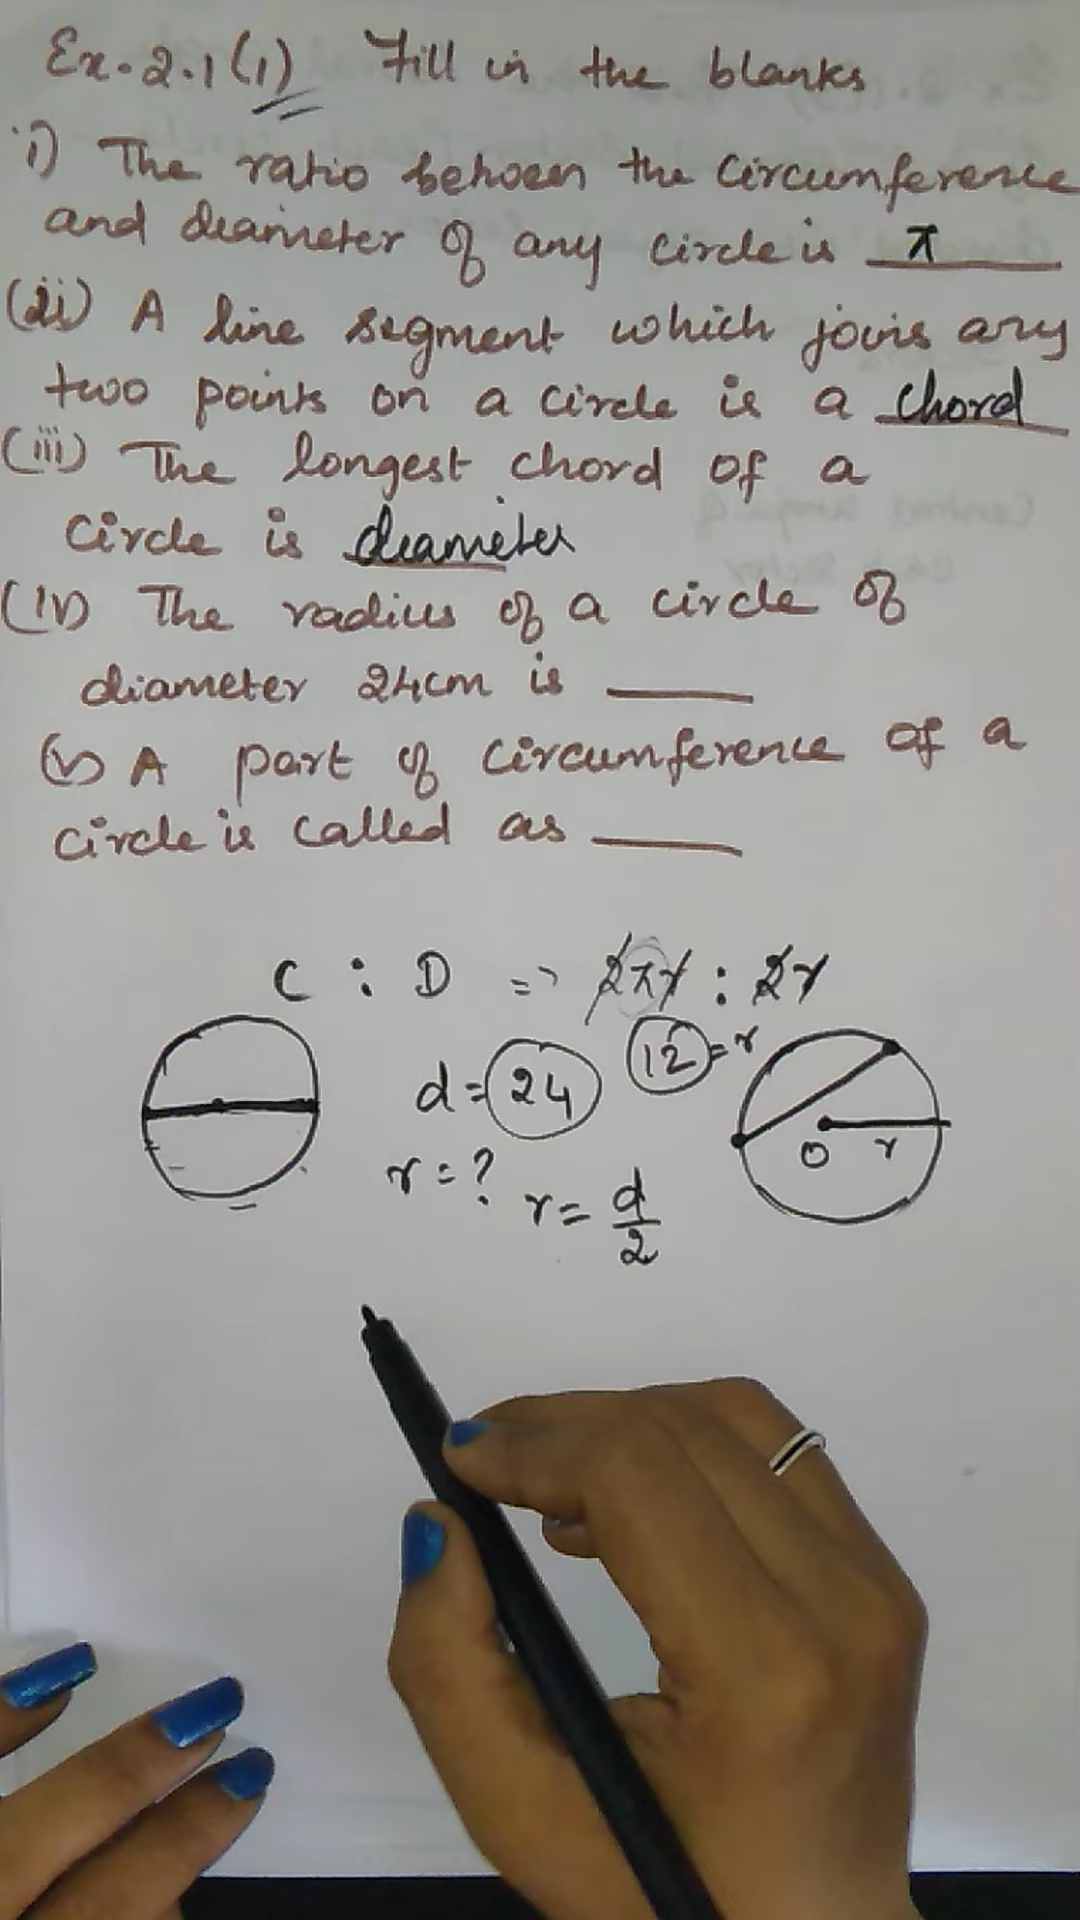 Ex.2.1(1) Fill in the blanks
i) The ratio between the circumference
and diameter of any circle is π
(ii) A line segment which joins any
two points on a circle is a chord
(iii) The longest chord of a
circle is diameter
(iv) The radius of a circle of
diameter 24cm is ____
(v) A part of circumference of a
circle is called as ____
C : D => 2πr : 2r
d = 24 12 = r
r = ? r = d/2
O r